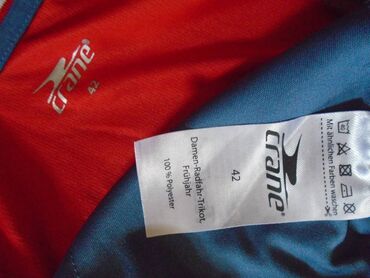 crane®
42
Mit ähnlichen Farben waschen
crane®
42
Damen-Radfahr-Trikot,
Frühjahr
100 % Polyester